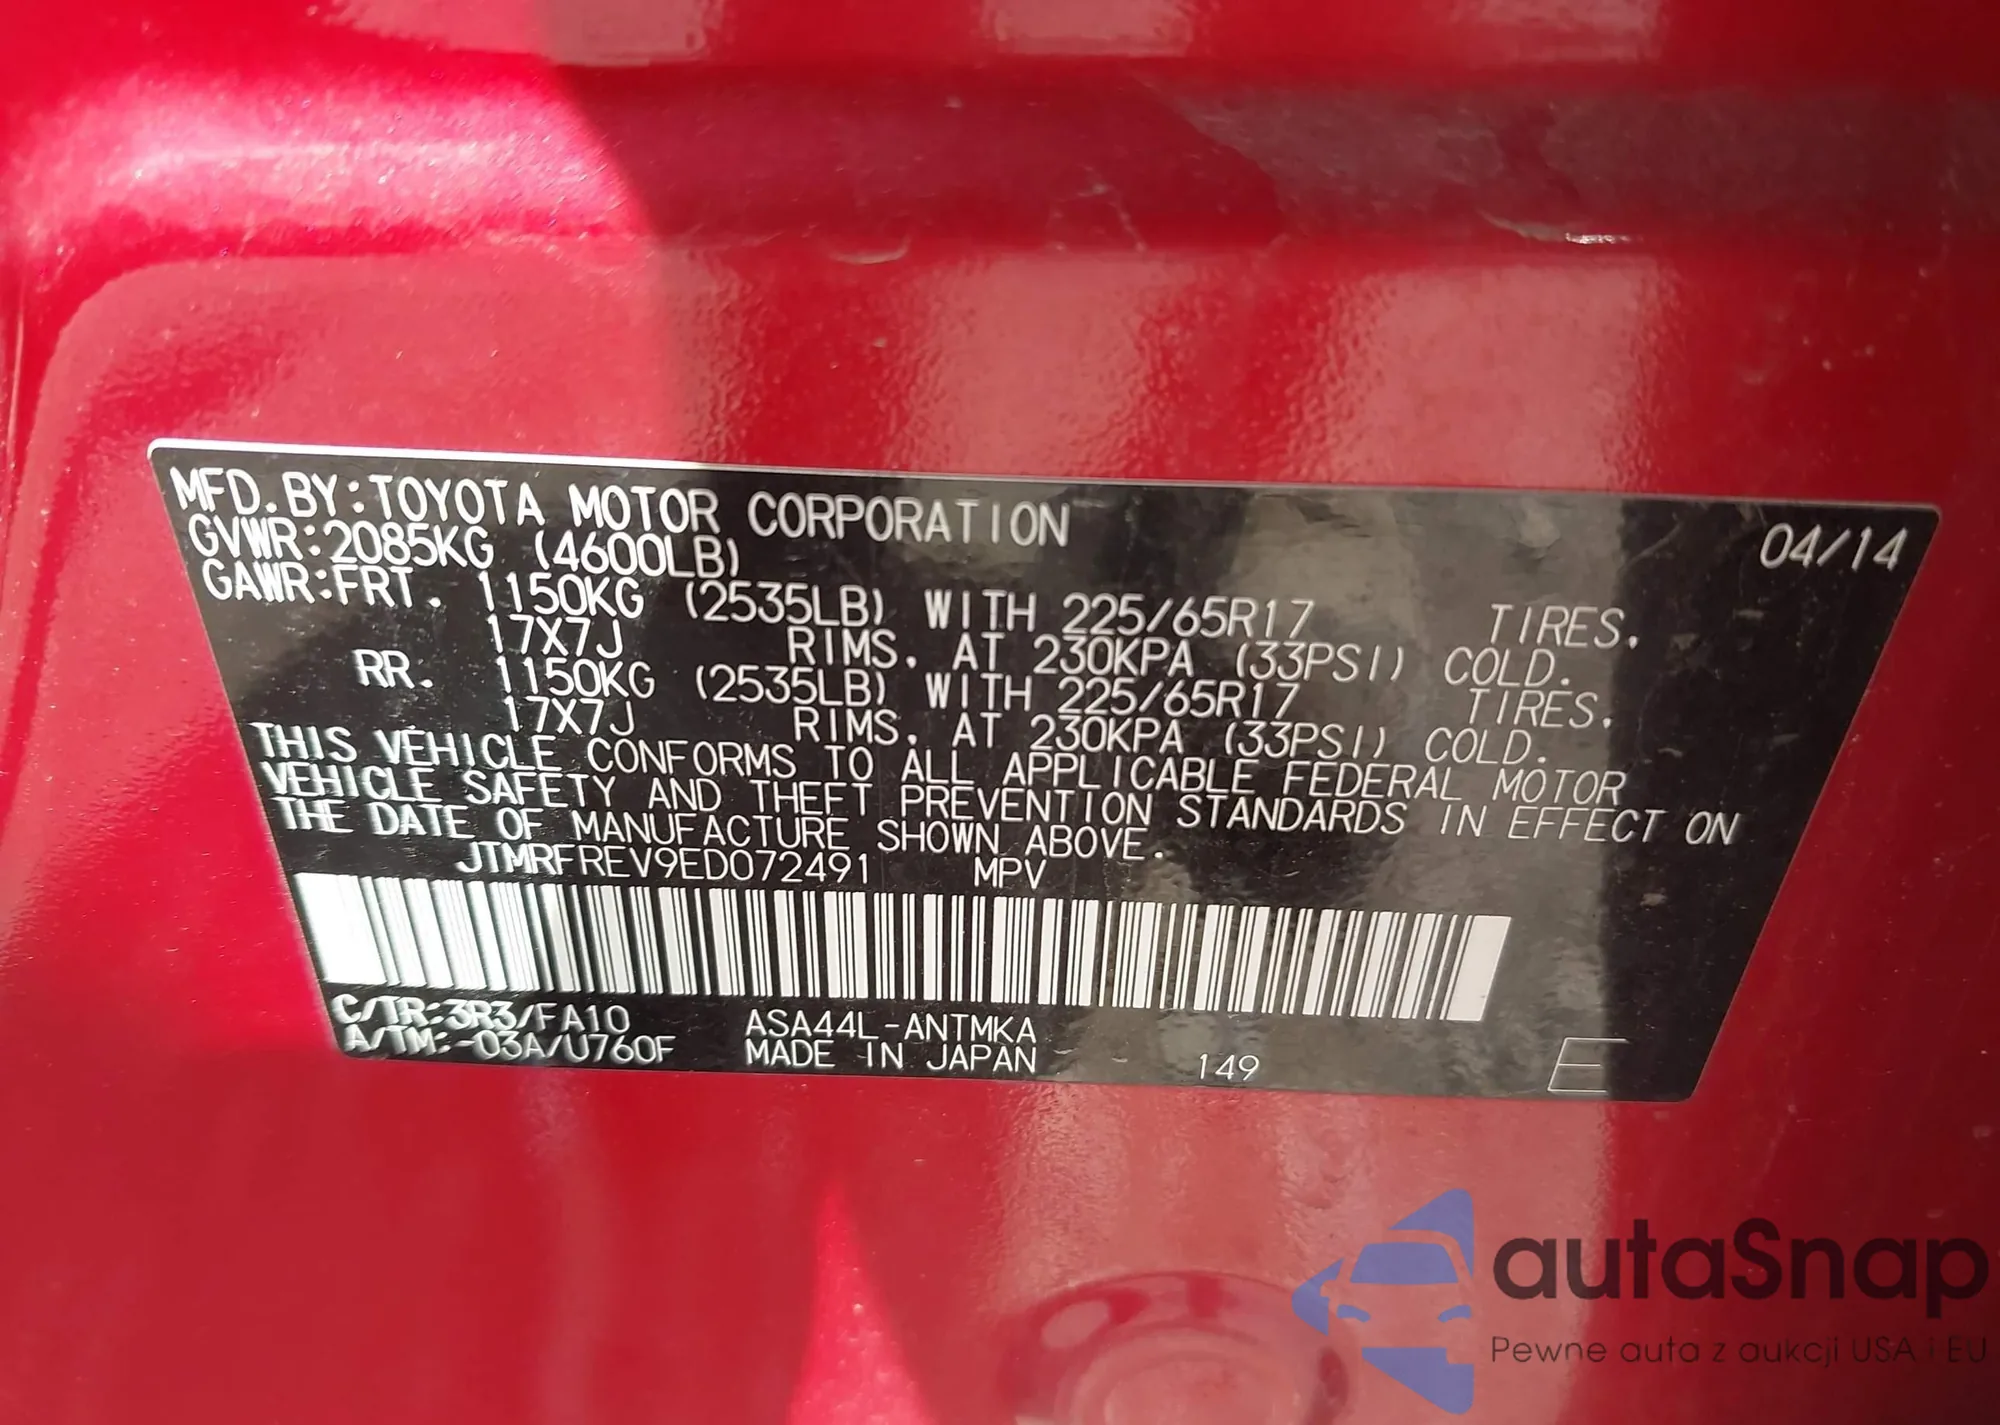 MFD. BY: TOYOTA MOTOR CORPORATION 04/14
GVWR: 2085KG (4600LB)
GAWR: FRT. 1150KG (2535LB) WITH 225/65R17 TIRES,
17X7J RIMS, AT 230KPA (33PSI) COLD.
RR. 1150KG (2535LB) WITH 225/65R17 TIRES,
17X7J RIMS, AT 230KPA (33PSI) COLD.
THIS VEHICLE CONFORMS TO ALL APPLICABLE FEDERAL MOTOR
VEHICLE SAFETY AND THEFT PREVENTION STANDARDS IN EFFECT ON
THE DATE OF MANUFACTURE SHOWN ABOVE.
JTMRFREV9ED072491 MPV
C/TR: 3R3/FA10 ASA44L-ANTMKA
A/TM: -03A/U760F MADE IN JAPAN 149 E
autaSnap
Pewne auta z aukcji USA i EU